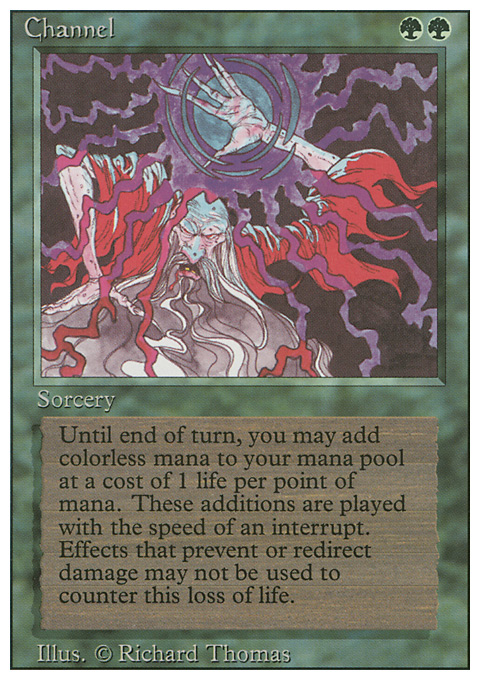 Channel
Sorcery
Until end of turn, you may add
colorless mana to your mana pool
at a cost of 1 life per point of
mana. These additions are played
with the speed of an interrupt.
Effects that prevent or redirect
damage may not be used to
counter this loss of life.
Illus. © Richard Thomas